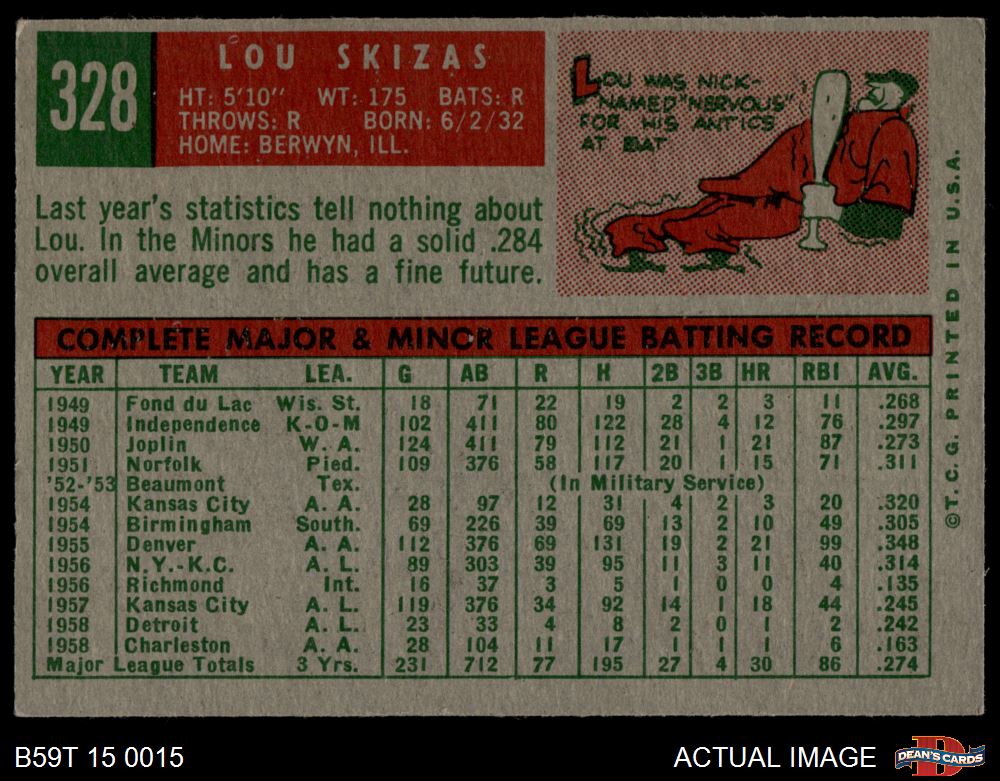 328
LOU SKIZAS
HT: 5'10" WT: 175 BATS: R
THROWS: R BORN: 6/2/32
HOME: BERWYN, ILL.
LOU WAS NICK-
NAMED "NERVOUS"
FOR HIS ANTICS
AT BAT
Last year's statistics tell nothing about
Lou. In the Minors he had a solid .284
overall average and has a fine future.
COMPLETE MAJOR & MINOR LEAGUE BATTING RECORD
YEAR TEAM LEA. G AB R H 2B 3B HR RBI AVG.
1949 Fond du Lac Wis. St. 18 71 22 19 2 2 3 11 .268
1949 Independence K-O-M 102 411 80 122 28 4 12 76 .297
1950 Joplin W. A. 124 411 79 112 21 1 21 87 .273
1951 Norfolk Pied. 109 376 58 117 20 1 15 71 .311
'52-'53 Beaumont Tex. (In Military Service)
1954 Kansas City A. A. 28 97 12 31 4 2 3 20 .320
1954 Birmingham South. 69 226 39 69 13 2 10 49 .305
1955 Denver A. A. 112 376 69 131 19 2 21 99 .348
1956 N.Y.-K.C. A. L. 89 303 39 95 11 3 11 40 .314
1956 Richmond Int. 16 37 3 5 1 0 0 4 .135
1957 Kansas City A. L. 119 376 34 92 14 1 18 44 .245
1958 Detroit A. L. 23 33 4 8 2 0 1 2 .242
1958 Charleston A. A. 28 104 11 17 1 1 1 6 .163
Major League Totals 3 Yrs. 231 712 77 195 27 4 30 86 .274
©T.C.G. PRINTED IN U.S.A.
B59T 15 0015
ACTUAL IMAGE
D
DEAN'S CARDS